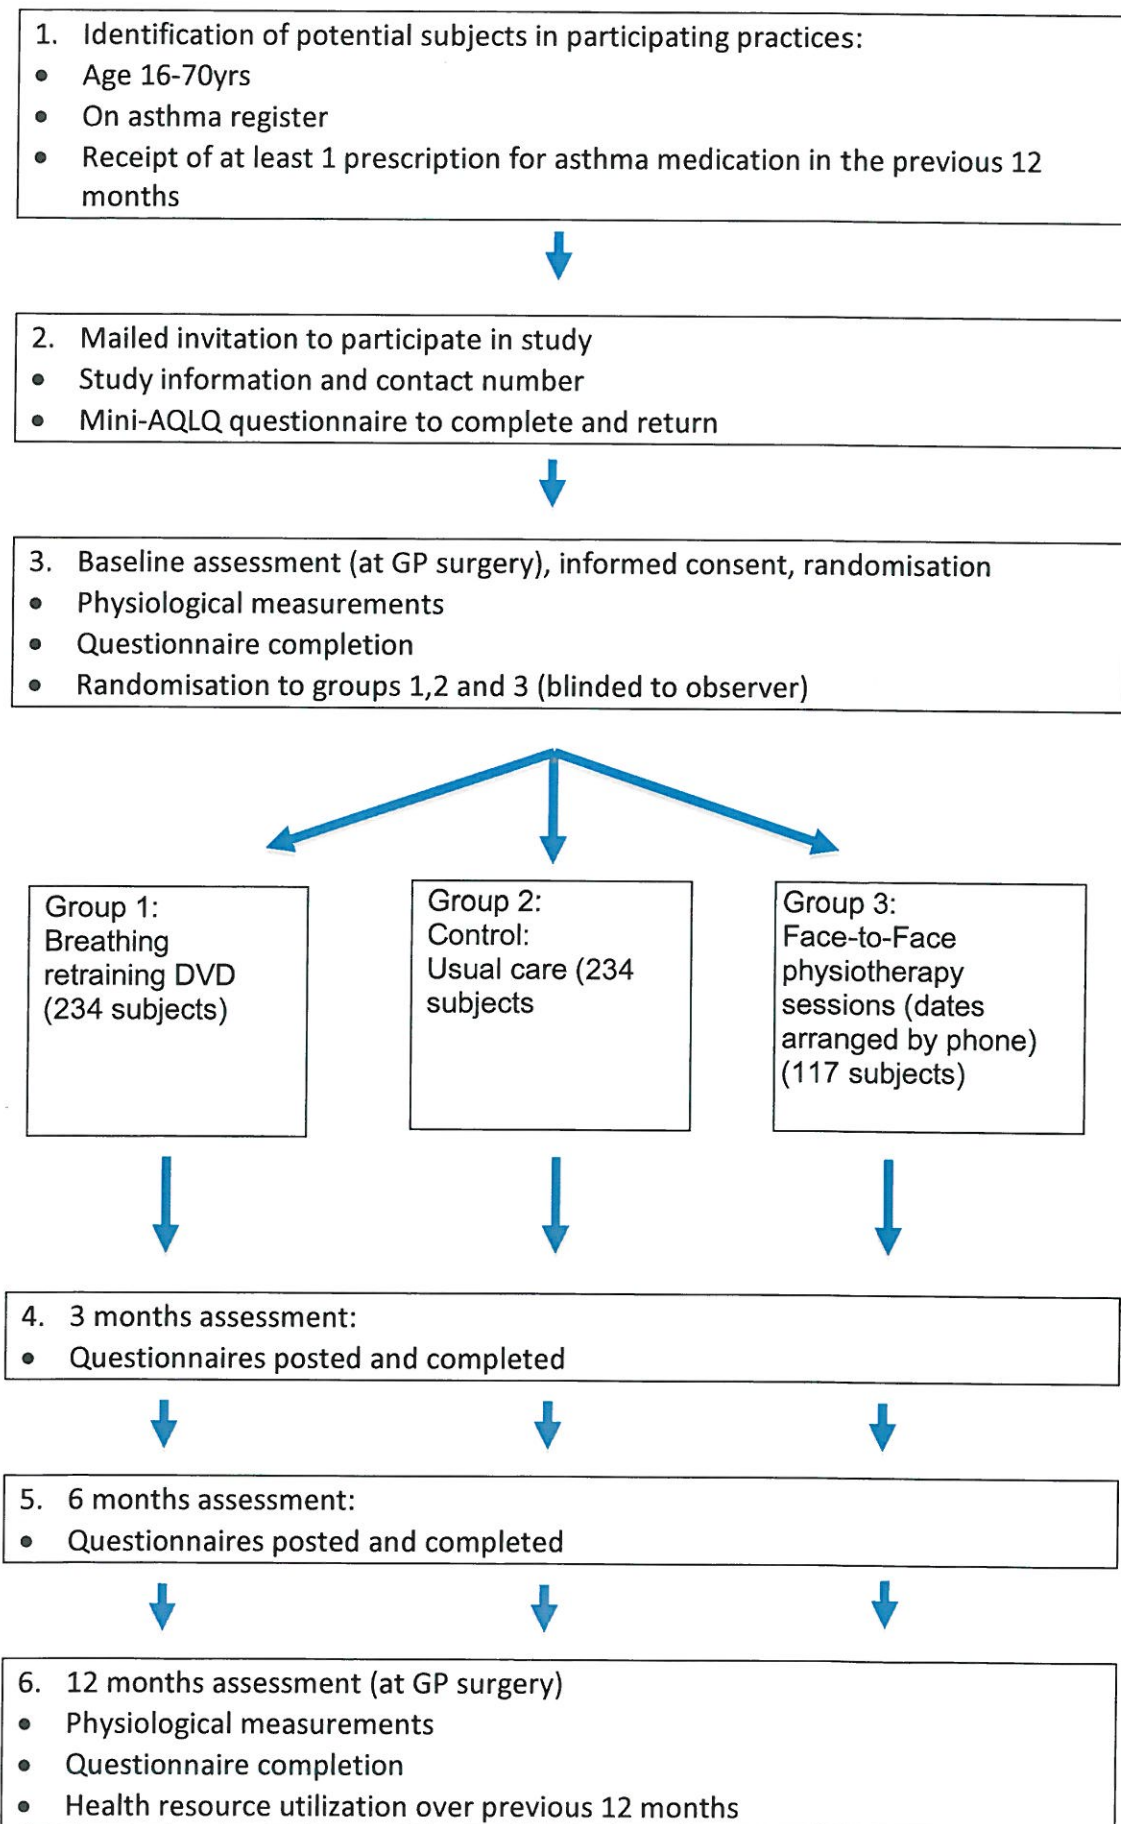 1. Identification of potential subjects in participating practices:
• Age 16-70yrs
• On asthma register
• Receipt of at least 1 prescription for asthma medication in the previous 12
months
2. Mailed invitation to participate in study
• Study information and contact number
• Mini-AQLQ questionnaire to complete and return
3. Baseline assessment (at GP surgery), informed consent, randomisation
• Physiological measurements
• Questionnaire completion
• Randomisation to groups 1,2 and 3 (blinded to observer)
Group 1:
Breathing
retraining DVD
(234 subjects)
Group 2:
Control:
Usual care (234
subjects
Group 3:
Face-to-Face
physiotherapy
sessions (dates
arranged by phone)
(117 subjects)
4. 3 months assessment:
• Questionnaires posted and completed
5. 6 months assessment:
• Questionnaires posted and completed
6. 12 months assessment (at GP surgery)
• Physiological measurements
• Questionnaire completion
• Health resource utilization over previous 12 months